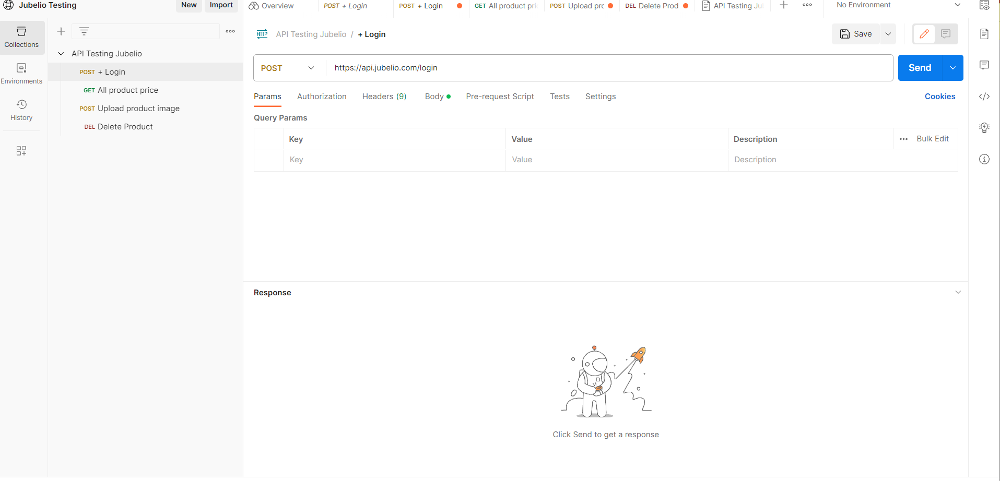 Jubelio Testing
New
Import
Overview
POST + Login
POST + Login
GET All product pri
POST Upload pro
DEL Delete Prod
API Testing Ju
No Environment
Collections
Environments
History
API Testing Jubelio
POST + Login
GET All product price
POST Upload product image
DEL Delete Product
HTTP API Testing Jubelio / + Login
Save
POST https://api.jubelio.com/login
Send
Params Authorization Headers (9) Body Pre-request Script Tests Settings
Cookies
Query Params
Key Value Description Bulk Edit
Key Value Description
Response
Click Send to get a response